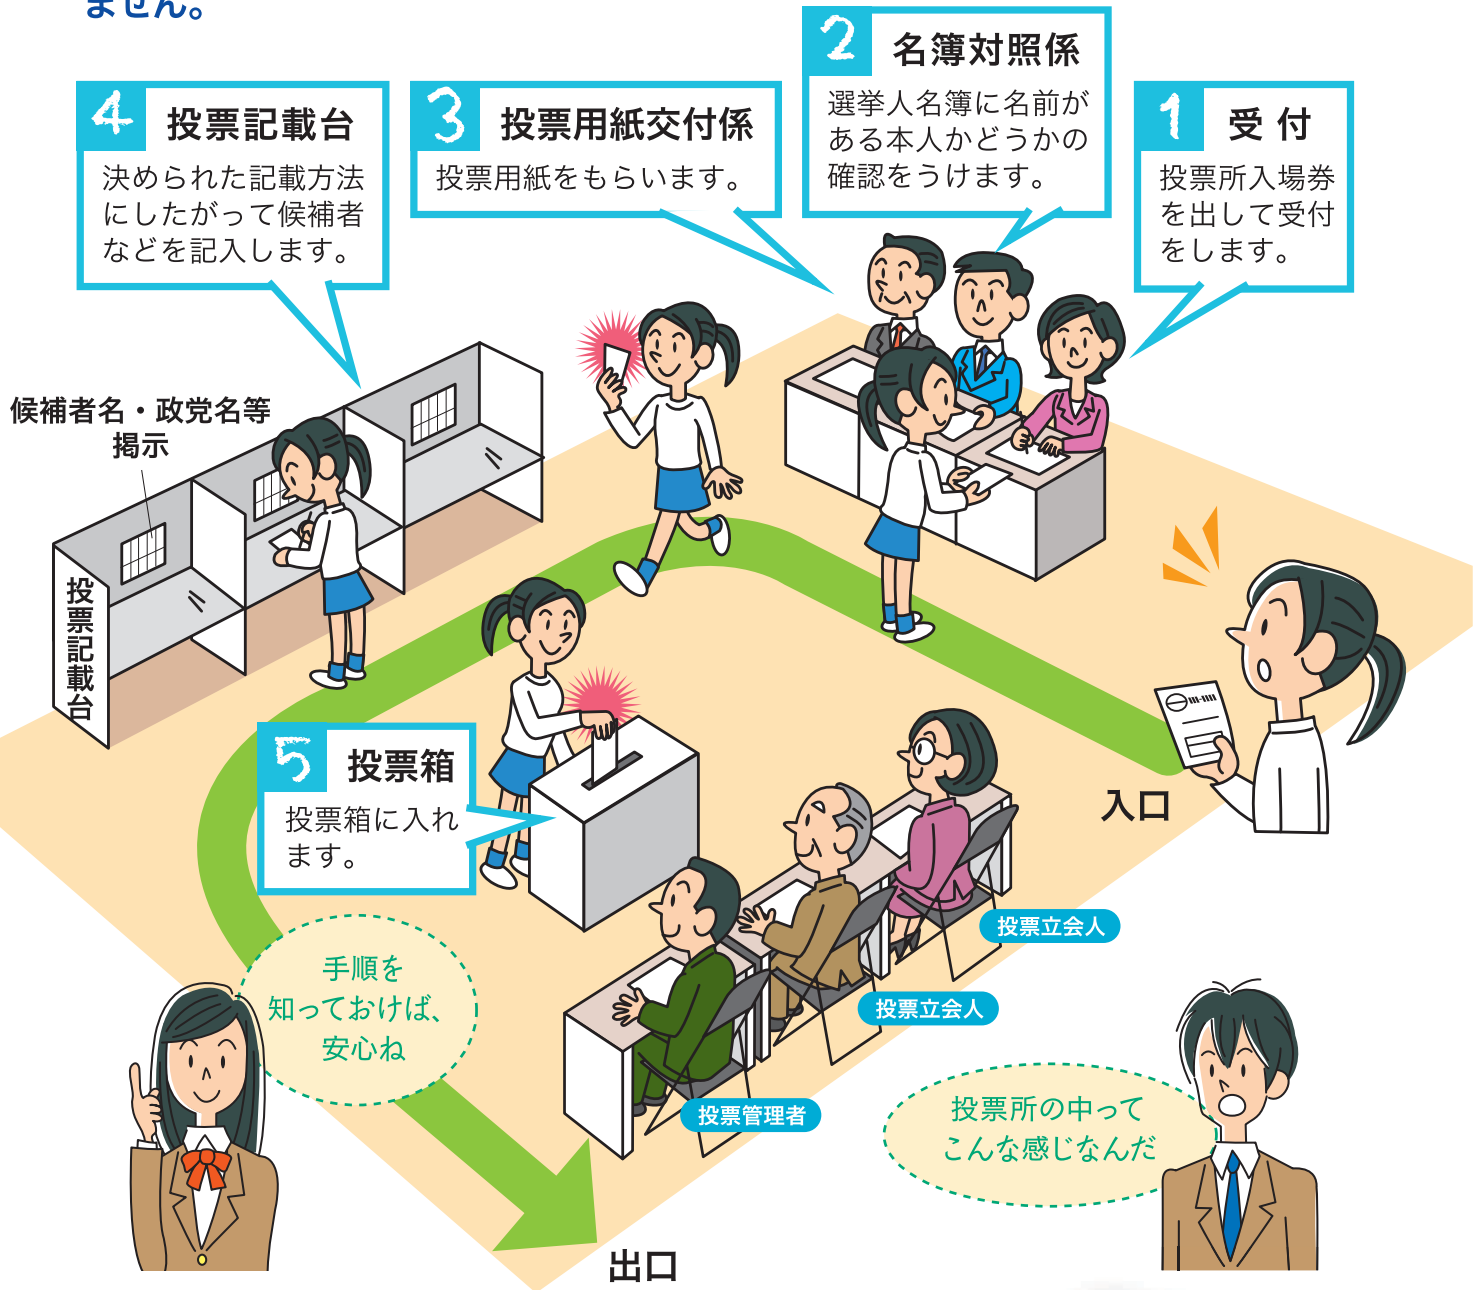 ません。
1
受付
投票所入場券
を出して受付
をします。
2
名簿対照係
選挙人名簿に名前が
ある本人かどうかの
確認をうけます。
3
投票用紙交付係
投票用紙をもらいます。
4
投票記載台
決められた記載方法
にしたがって候補者
などを記入します。
候補者名・政党名等
掲示
投票記載台
5
投票箱
投票箱に入れ
ます。
入口
投票立会人
投票立会人
投票管理者
手順を
知っておけば、
安心ね
投票所の中って
こんな感じなんだ
出口